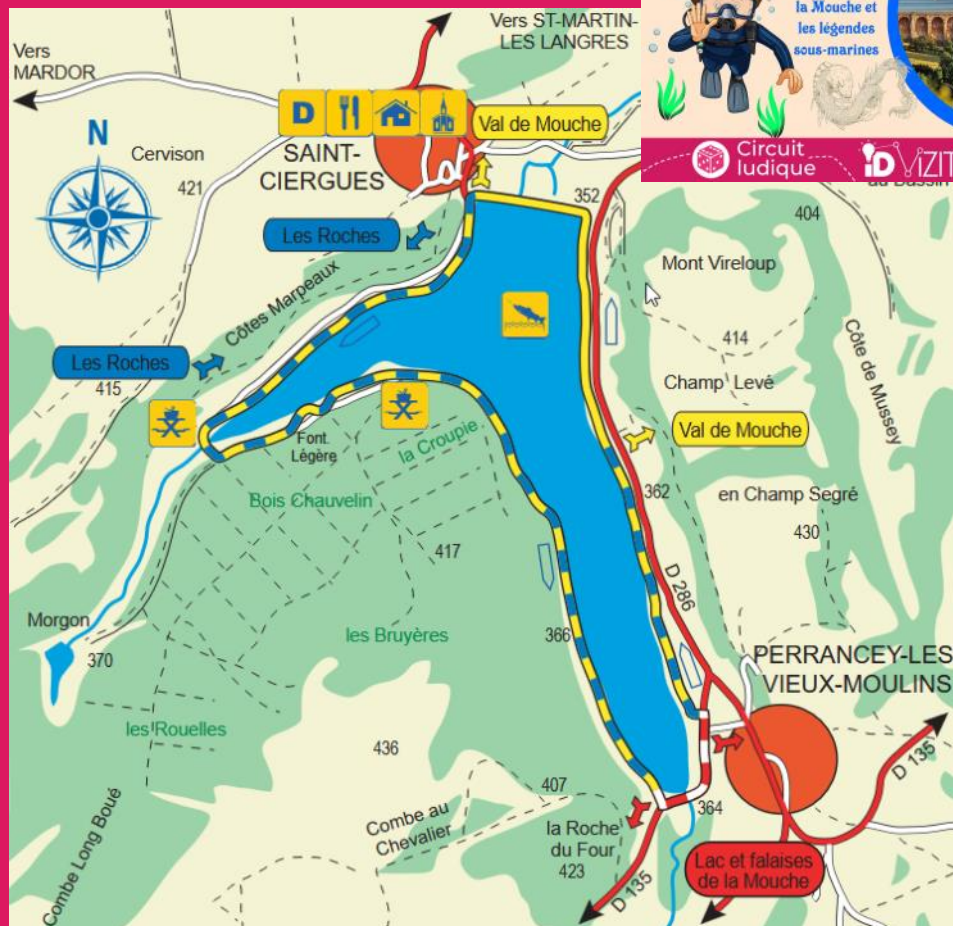 la Mouche et
les légendes
sous-marines
Circuit
ludique
iD ViZIT
Vers ST-MARTIN-
LES LANGRES
Vers
MARDOR
N
D
Val de Mouche
Cervison
SAINT-
CIERGUES
Lot
421
352
404
Les Roches
Mont Vireloup
Côtes Marpeaux
414
Les Roches
415
Champ Levé
Côte de Mussey
Val de Mouche
Font
Légère
la Croupie
362
en Champ Segré
Bois Chauvelin
430
417
D 286
Morgon
366
370
les Bruyères
PERRANCEY-LES
VIEUX-MOULINS
les Rouelles
436
D 135
407
364
Combe au
Chevalier
la Roche
du Four
423
Lac et falaises
de la Mouche
Combe Long Boué
D 135